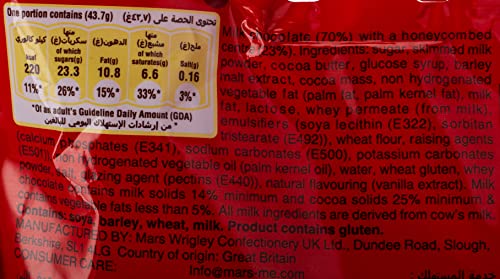 تحتوي الحصة على (٤٣,٧غ)
One portion contains (43.7g)
كيلو كالوري منها سكريات(غ) الدهون(غ) منها مشبع(غ) ملح(غ)
of which sugars(g) Fat(g) of which saturates(g) Salt(g)
220 23.3 10.8 6.6 0.16
11%* 26%* 15%* 33%* 3%*
*Of an adult's Guideline Daily Amount (GDA)
* من إرشادات الإستهلاك اليومي للبالغين
Milk chocolate (70%) with a honeycombed
centre (23%). Ingredients: sugar, skimmed milk
powder, cocoa butter, glucose syrup, barley
malt extract, cocoa mass, non hydrogenated
vegetable fat (palm fat, palm kernel fat), milk
fat, lactose, whey permeate (from milk),
emulsifiers (soya lecithin (E322), sorbitan
tristearate (E492)), wheat flour, raising agents
(calcium phosphates (E341), sodium carbonates (E500), potassium carbonates
(E501)), non hydrogenated vegetable oil (palm kernel oil), water, wheat gluten, whey
powder, salt, glazing agent (pectins (E440)), natural flavouring (vanilla extract). Milk
chocolate contains milk solids 14% minimum and cocoa solids 25% minimum &
contains vegetable fats less than 5%. All milk ingredients are derived from cow's milk.
Contains: soya, barley, wheat, milk. Product contains gluten.
MANUFACTURED BY: Mars Wrigley Confectionery UK Ltd., Dundee Road, Slough,
Berkshire, SL1 4LG. Country of origin: Great Britain
CONSUMER CARE: Info@mars-me.com